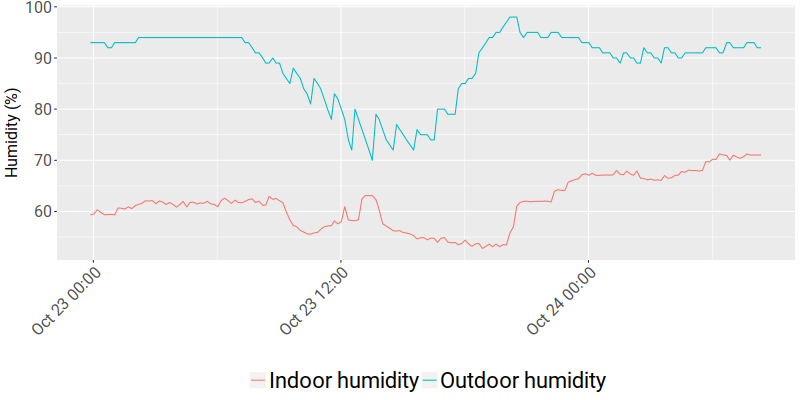 100
90
80
70
60
Humidity (%)
Oct 23 00:00
Oct 23 12:00
Oct 24 00:00
Indoor humidity
Outdoor humidity